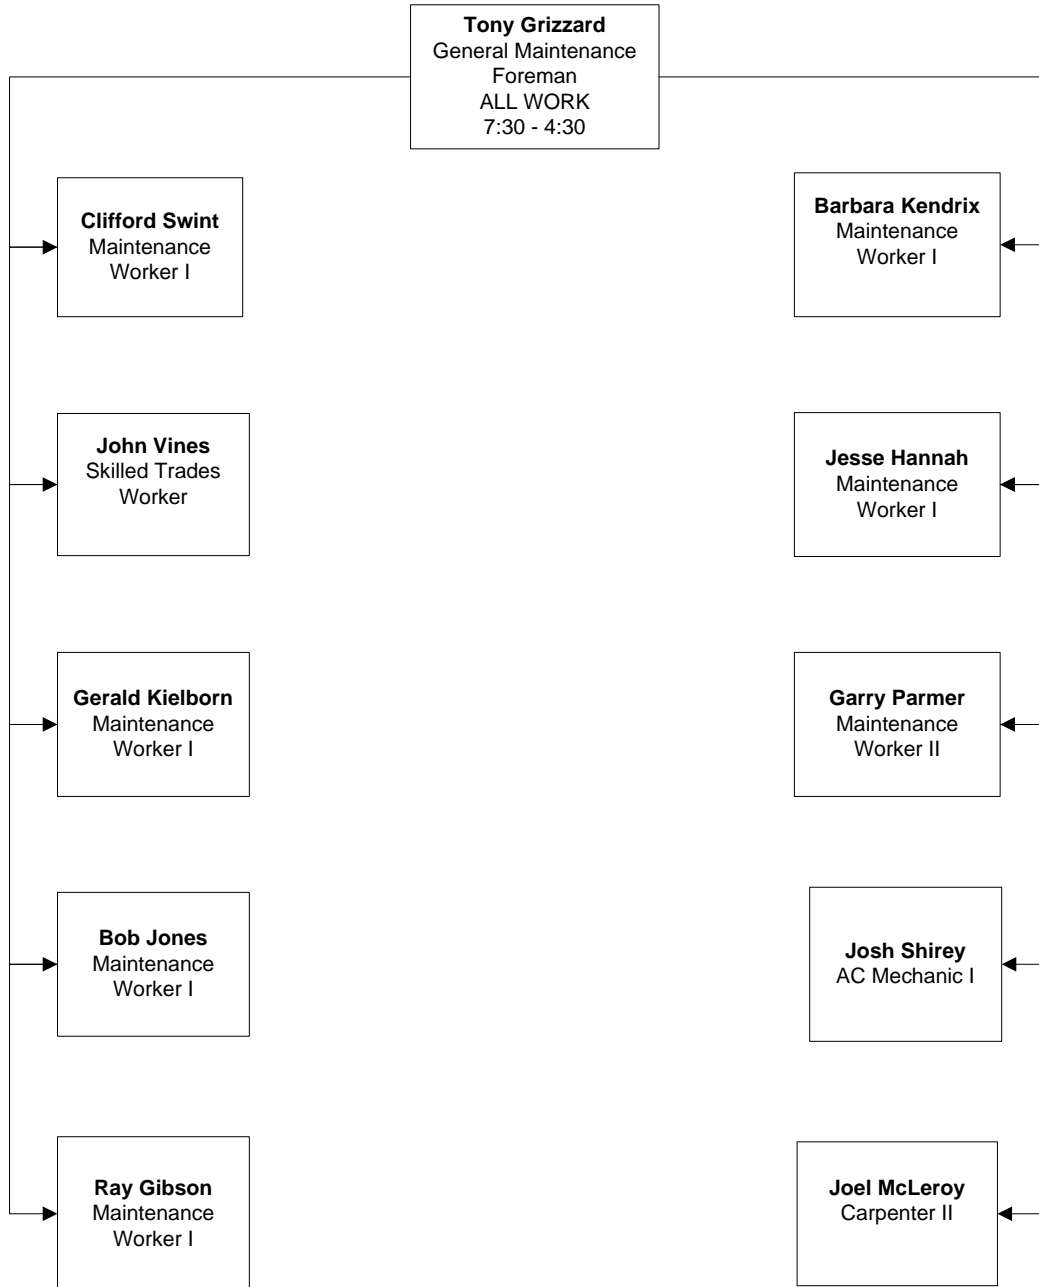 Tony Grizzard
General Maintenance
Foreman
ALL WORK
7:30 - 4:30
Clifford Swint
Maintenance
Worker I
Barbara Kendrix
Maintenance
Worker I
John Vines
Skilled Trades
Worker
Jesse Hannah
Maintenance
Worker I
Gerald Kielborn
Maintenance
Worker I
Garry Parmer
Maintenance
Worker II
Bob Jones
Maintenance
Worker I
Josh Shirey
AC Mechanic I
Ray Gibson
Maintenance
Worker I
Joel McLeroy
Carpenter II